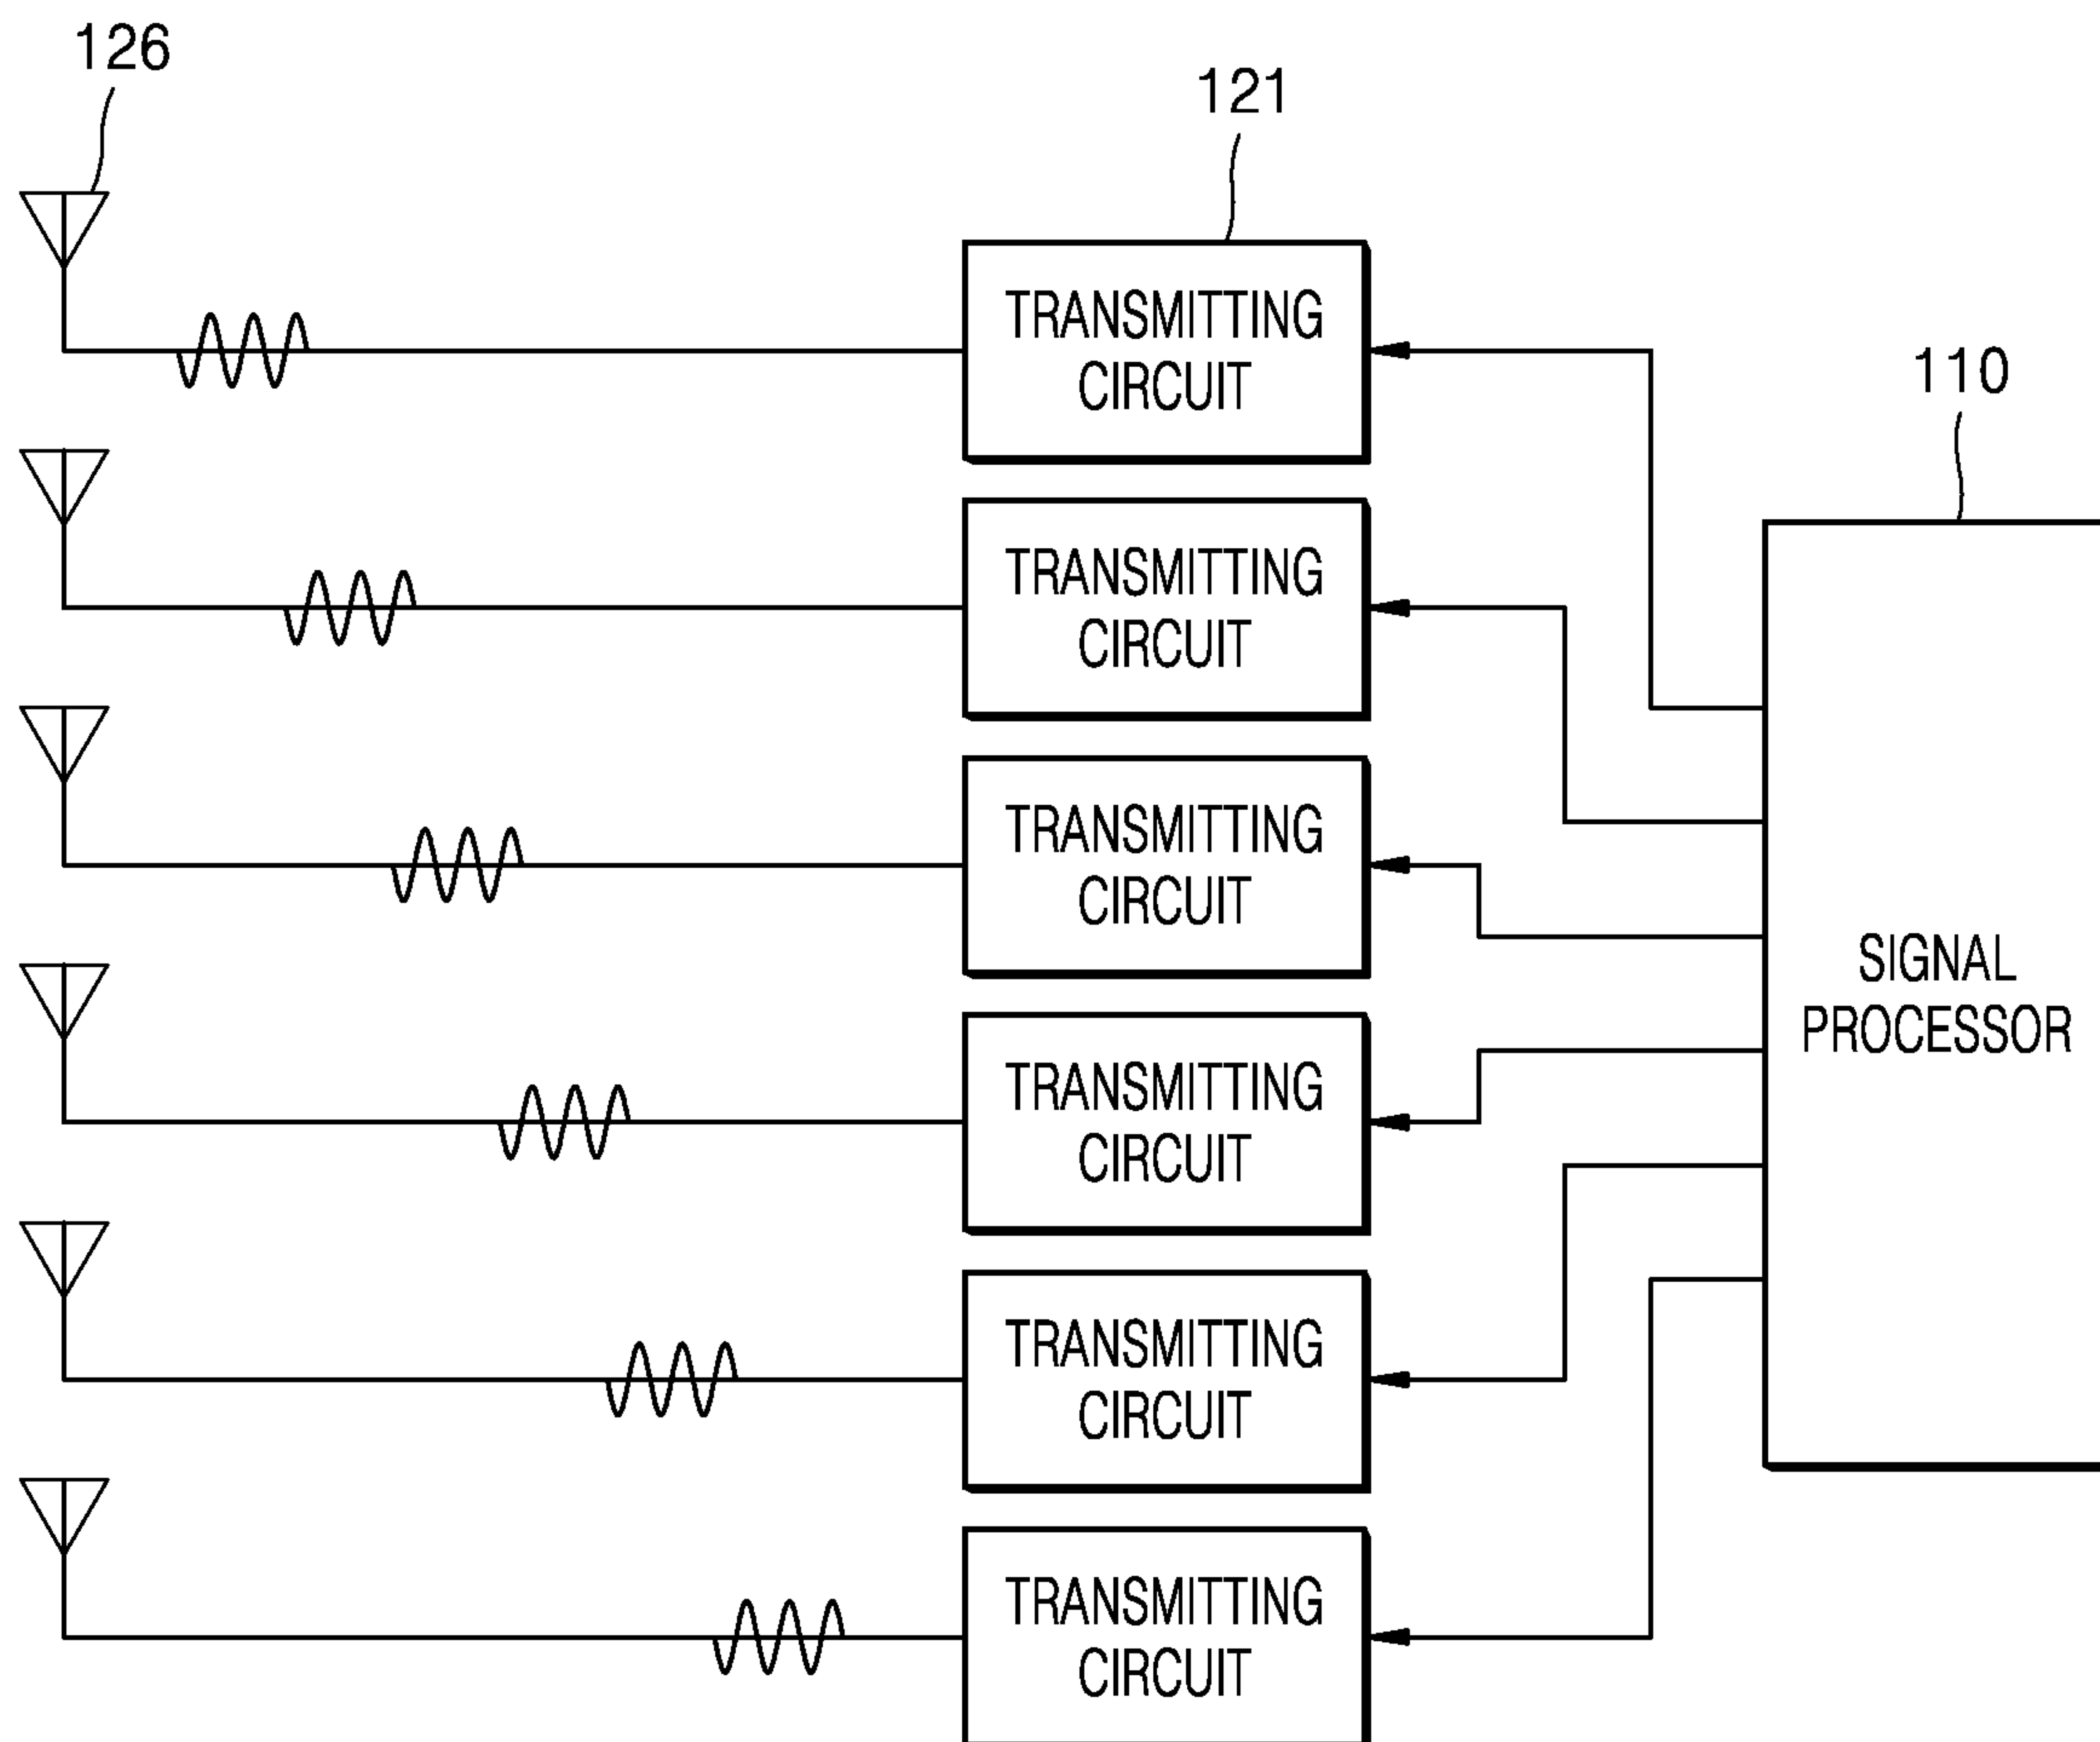 126
121
TRANSMITTING
CIRCUIT
110
TRANSMITTING
CIRCUIT
TRANSMITTING
CIRCUIT
SIGNAL
PROCESSOR
TRANSMITTING
CIRCUIT
TRANSMITTING
CIRCUIT
TRANSMITTING
CIRCUIT